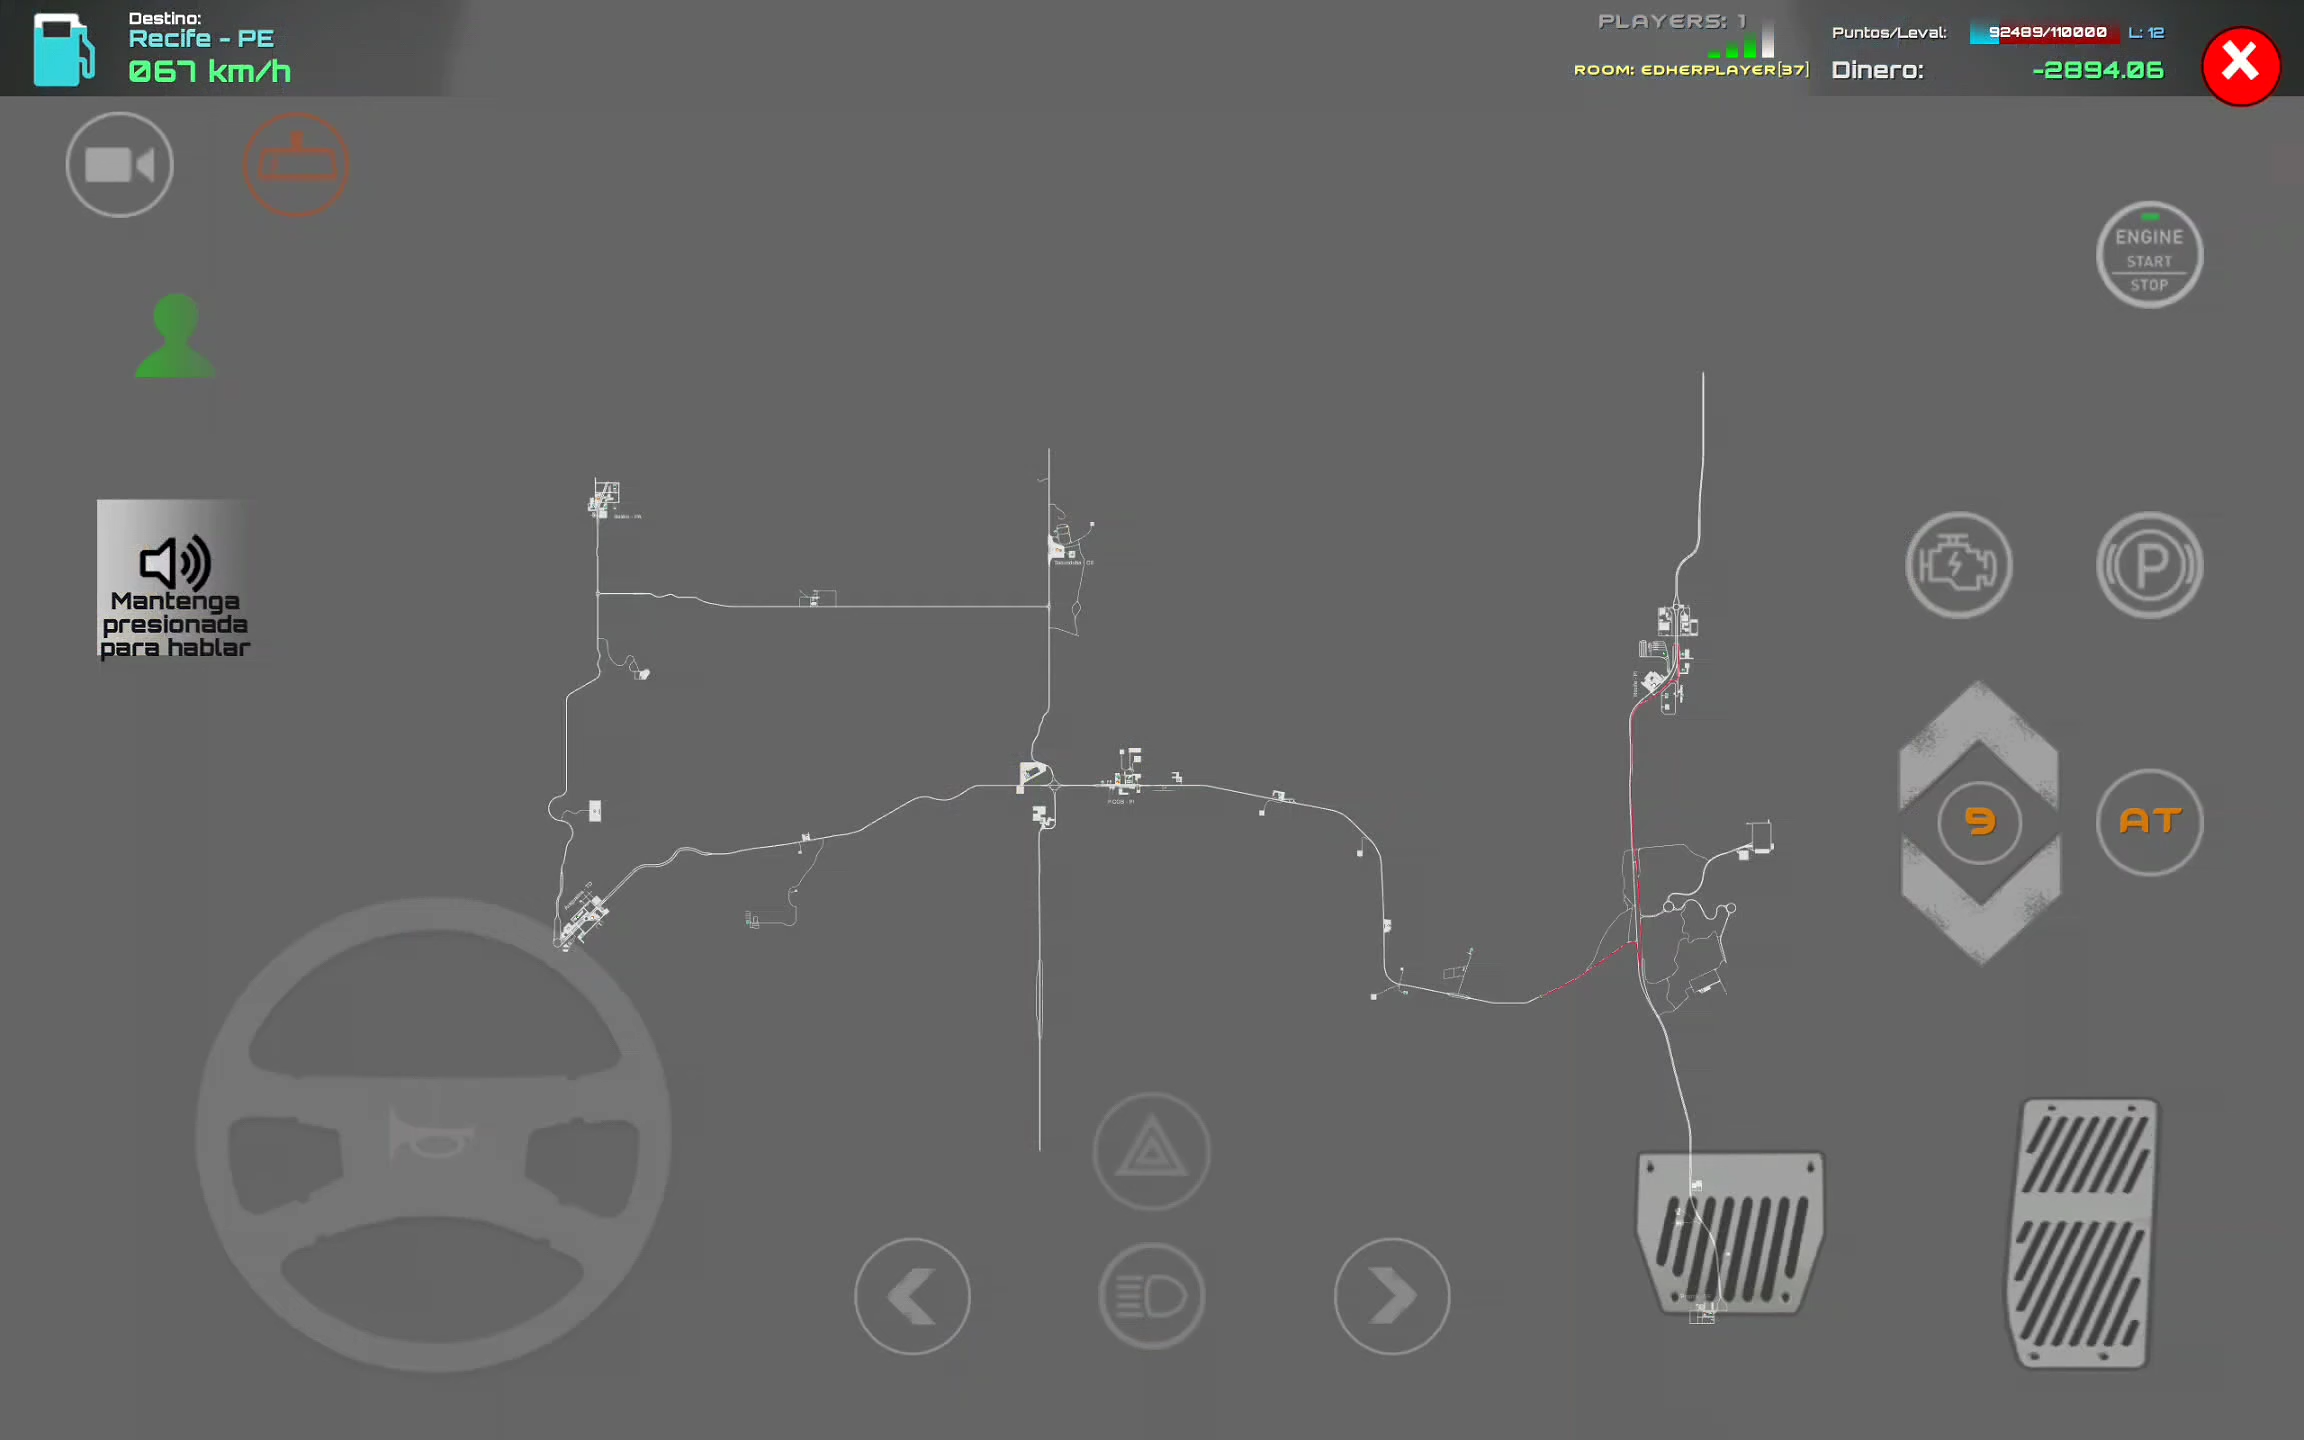 Destino:
Recife - PE
067 km/h
PLAYERS: 1
ROOM: EDHERPLAYER[37]
Puntos/Leval:
92489/110000
L: 12
Dinero:
-2894.06
ENGINE
START
STOP
Mantenga
presionada
para hablar
P
9
AT